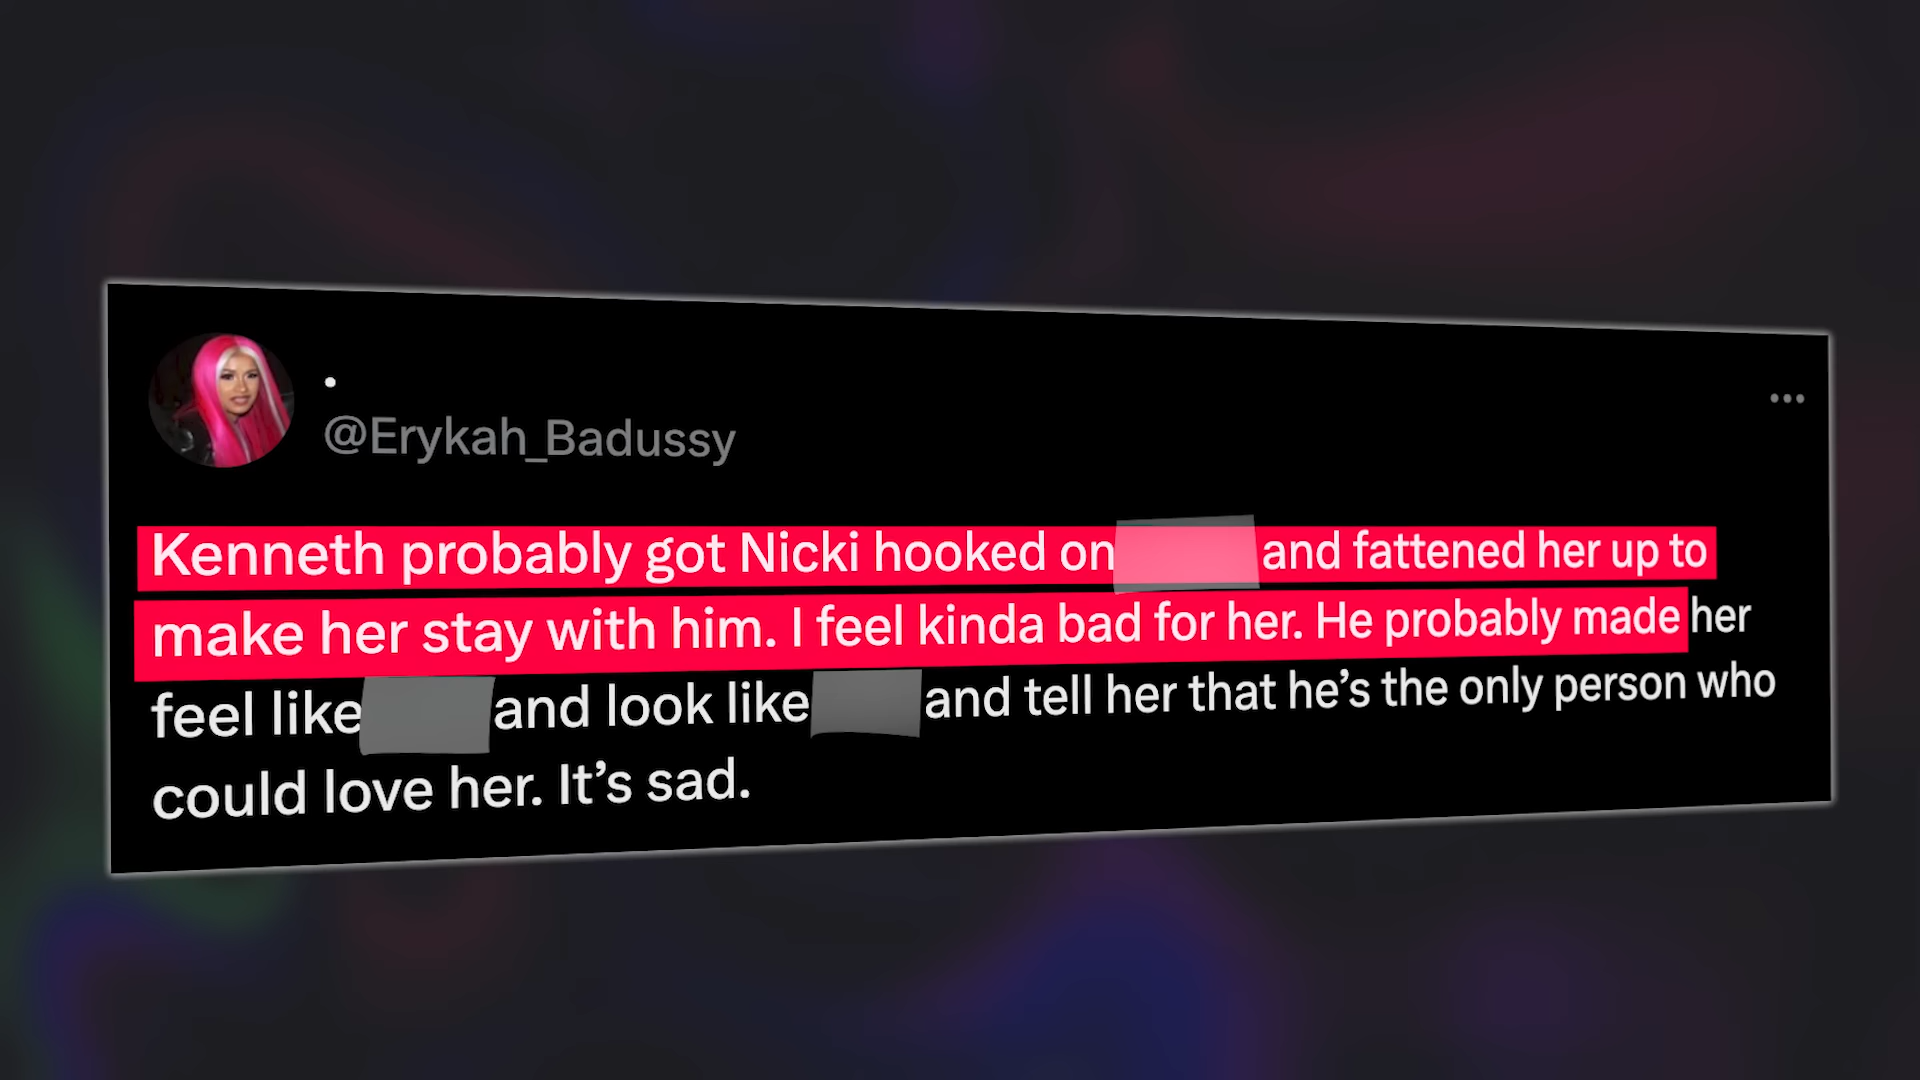 .
@Erykah_Badussy
Kenneth probably got Nicki hooked on and fattened her up to
make her stay with him. I feel kinda bad for her. He probably made her
feel like and look like and tell her that he’s the only person who
could love her. It’s sad.